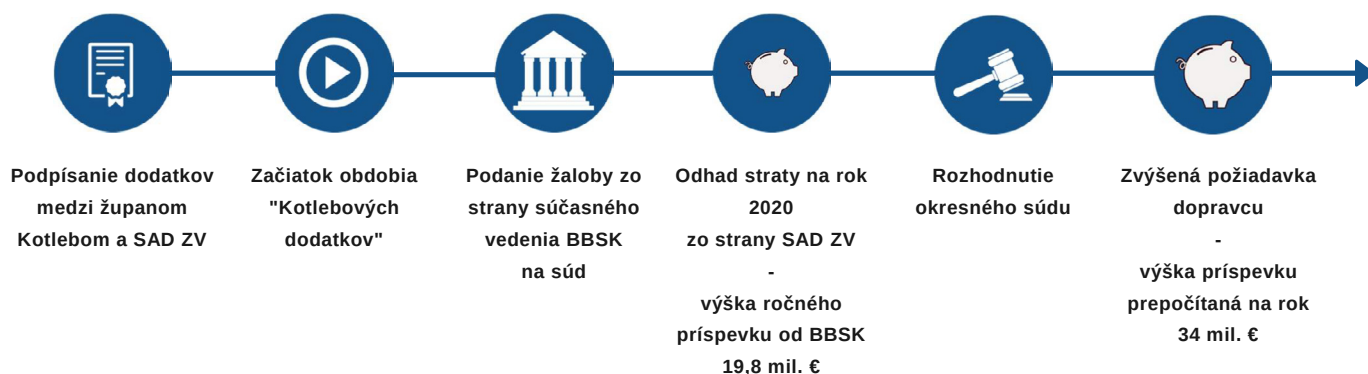 Podpísanie dodatkov
medzi županom
Kotlebom a SAD ZV
Začiatok obdobia
"Kotlebových
dodatkov"
Podanie žaloby zo
strany súčasného
vedenia BBSK
na súd
Odhad straty na rok
2020
zo strany SAD ZV
-
výška ročného
príspevku od BBSK
19,8 mil. €
Rozhodnutie
okresného súdu
Zvýšená požiadavka
dopravcu
-
výška príspevku
prepočítaná na rok
34 mil. €